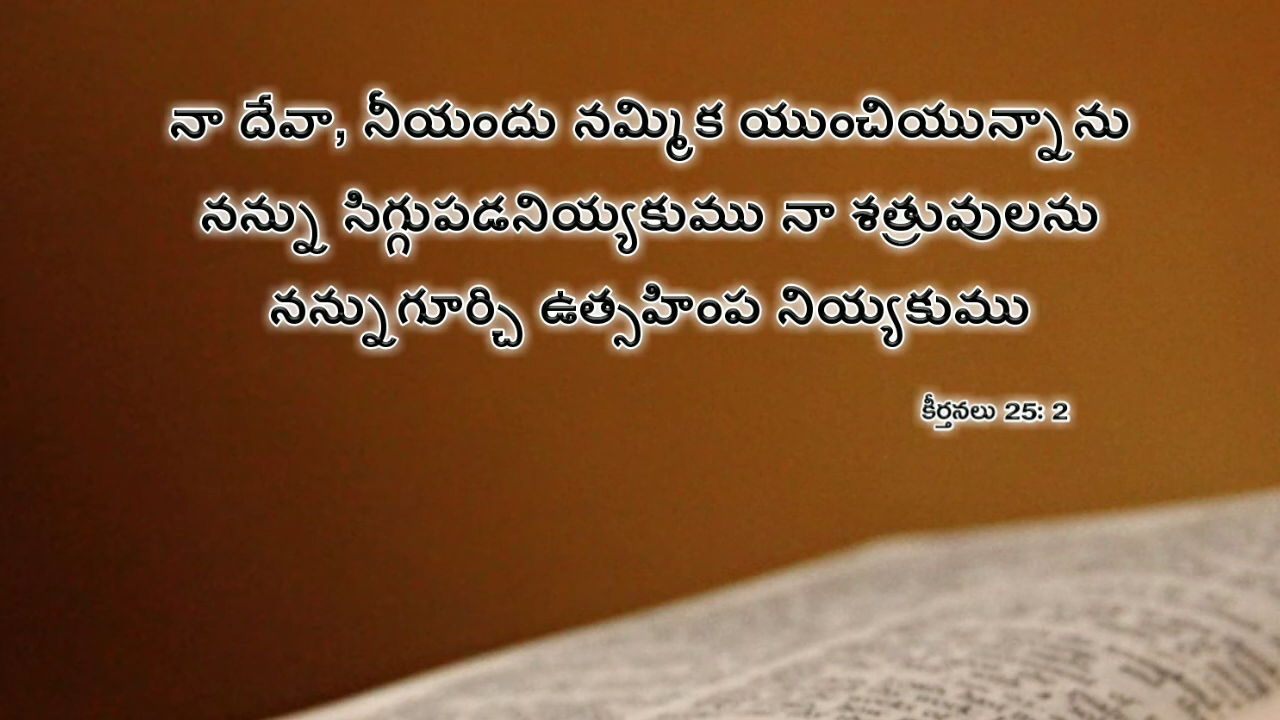 నా దేవా, నీయందు నమ్మిక యుంచియున్నాను
నన్ను సిగ్గుపడనియ్యకుము నా శత్రువులను
నన్నుగూర్చి ఉత్సహింప నియ్యకుము
కీర్తనలు 25: 2